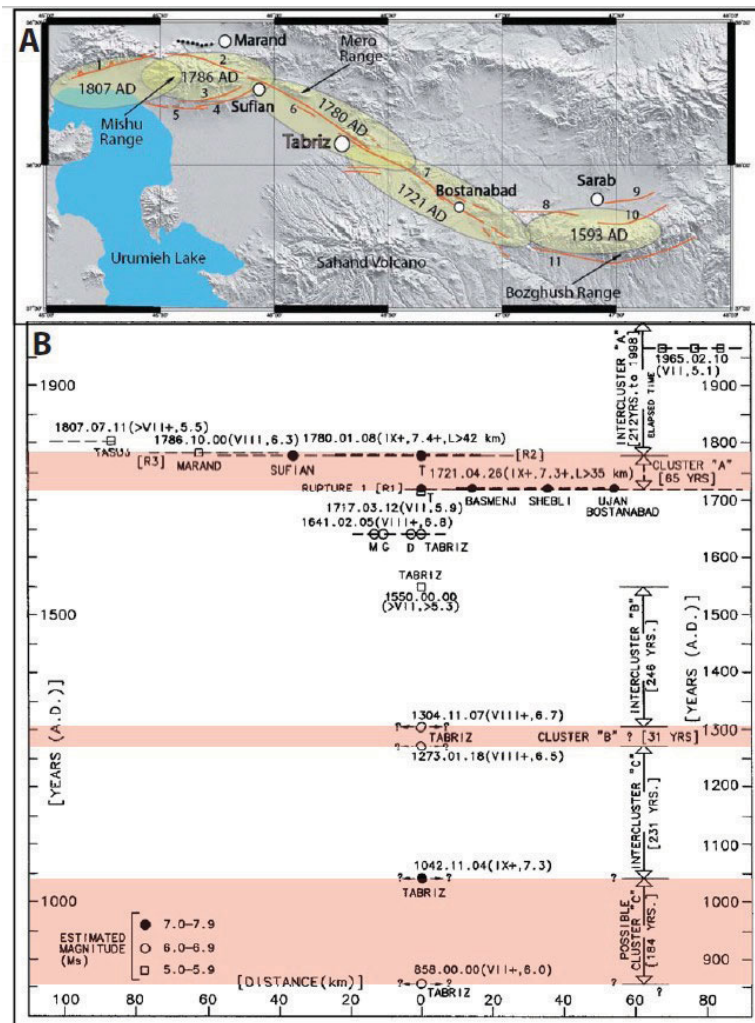 A
Marand
Mero
Range
1
2
1807 AD
1786 AD
3
5
4
Sufian
6
Mishu
Range
1780 AD
Tabriz
7
Bostanabad
Sarab
9
8
10
1721 AD
1593 AD
11
Urumieh Lake
Sahand Volcano
Bozghush Range
B
1900
1800
1700
1600
1500
1400
1300
1200
1100
1000
900
1500
1000
[YEARS (A.D.)]
[YEARS (A.D.)]
INTERCLUSTER "A"
[212YRS.to 1998]
ELAPSED TIME
1965.02.10
(VII,5.1)
1807.07.11(>VII+,5.5)
TASUJ
1786.10.00(VIII,6.3)
1780.01.08(IX+,7.4+,L>42 km)
[R3]
MARAND
SUFIAN
T
[R2]
CLUSTER "A"
[65 YRS]
1721.04.26(IX+,7.3+,L>35 km)
RUPTURE 1 [R1]
T
BASMENJ
SHEBLI
UJAN
BOSTANABAD
1717.03.12(VII,5.9)
1641.02.05(VIII+,6.8)
M G D TABRIZ
TABRIZ
1550.00.00
(>VII,>5.3)
INTERCLUSTER "B"
[246 YRS.]
1304.11.07(VIII+,6.7)
? ?
TABRIZ
CLUSTER "B" ? [31 YRS]
? ?
1273.01.18(VIII+,6.5)
INTERCLUSTER "C"
[231 YRS.]
1042.11.04(IX+,7.3)
? ? ?
TABRIZ
POSSIBLE
CLUSTER "C"
[184 YRS.]
ESTIMATED
MAGNITUDE
(Ms)
7.0-7.9
6.0-6.9
5.0-5.9
858.00.00(VII+,6.0)
[DISTANCE(km)]
? ? ? ?
TABRIZ
100 80 60 40 20 0 20 40 60 80